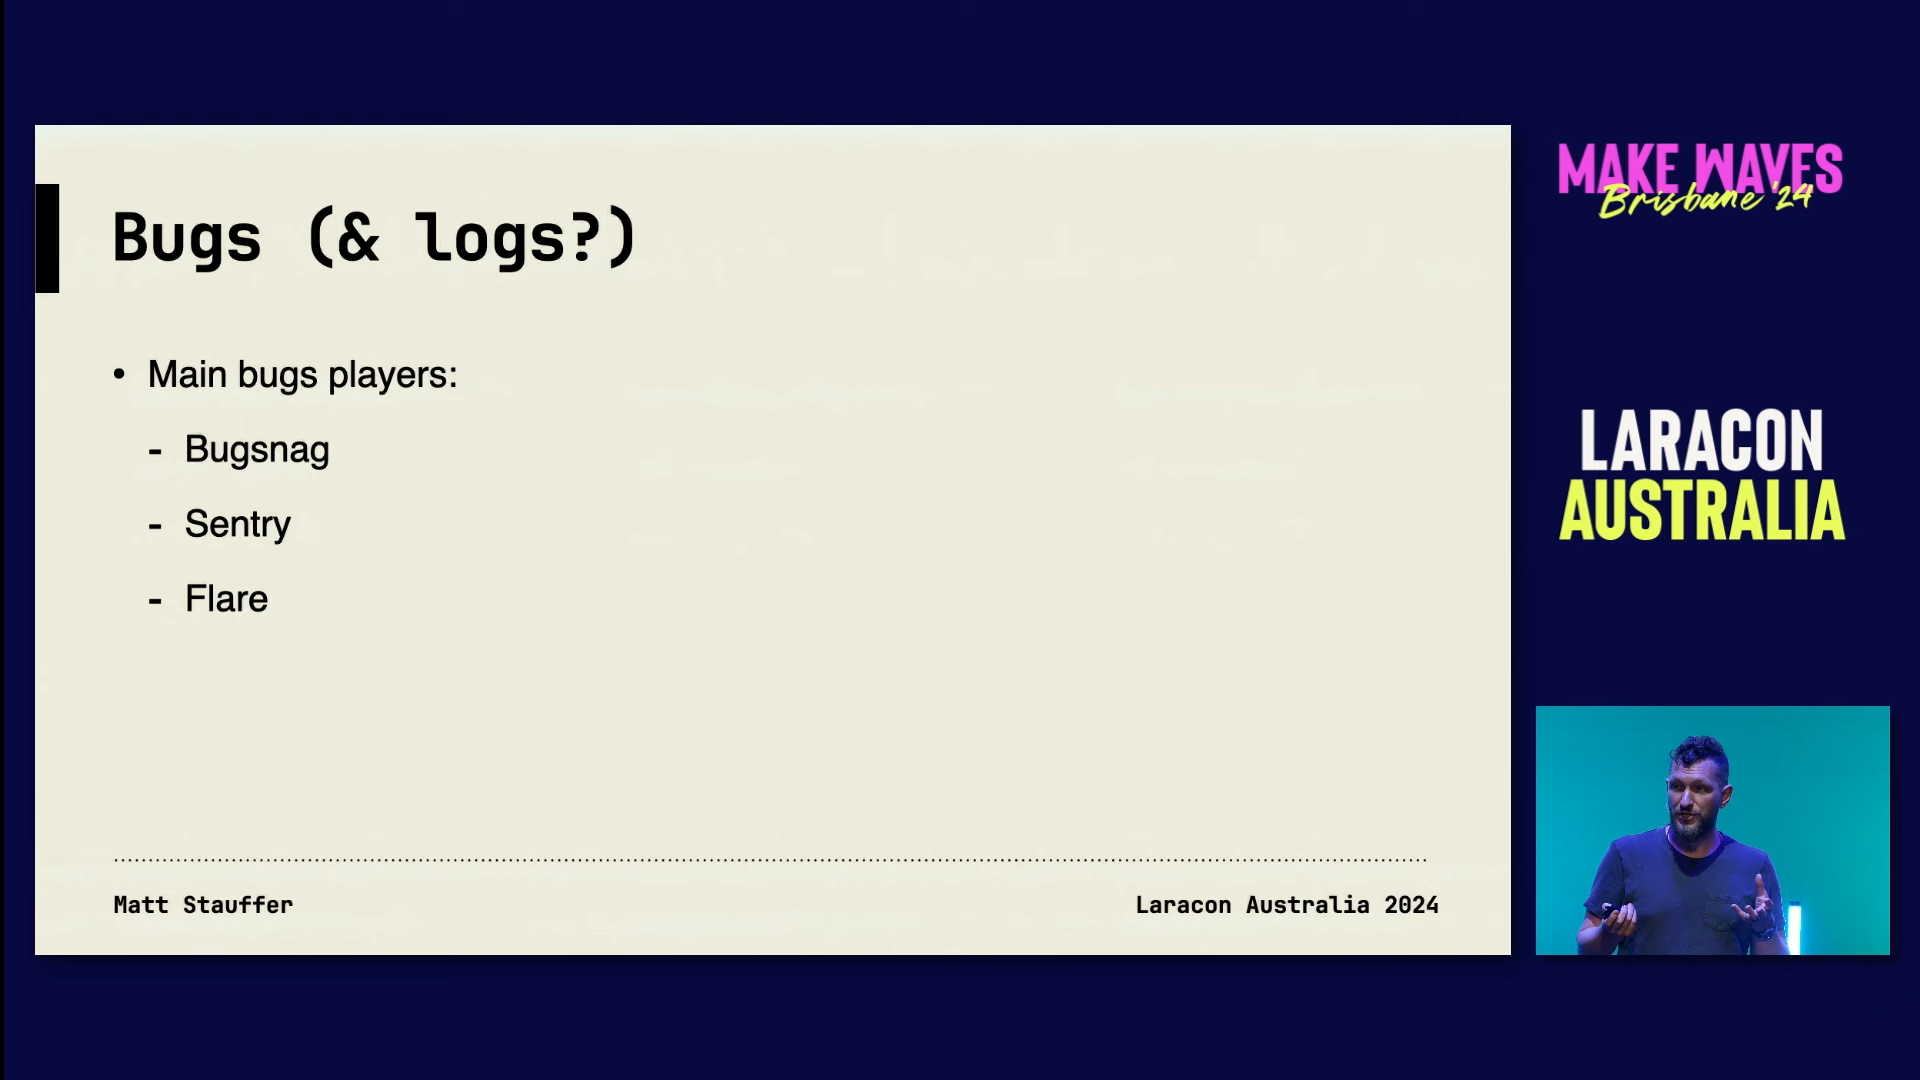 Bugs (& logs?)
• Main bugs players:
- Bugsnag
- Sentry
- Flare
Matt Stauffer
Laracon Australia 2024
MAKE WAVES
Brisbane '24
LARACON
AUSTRALIA